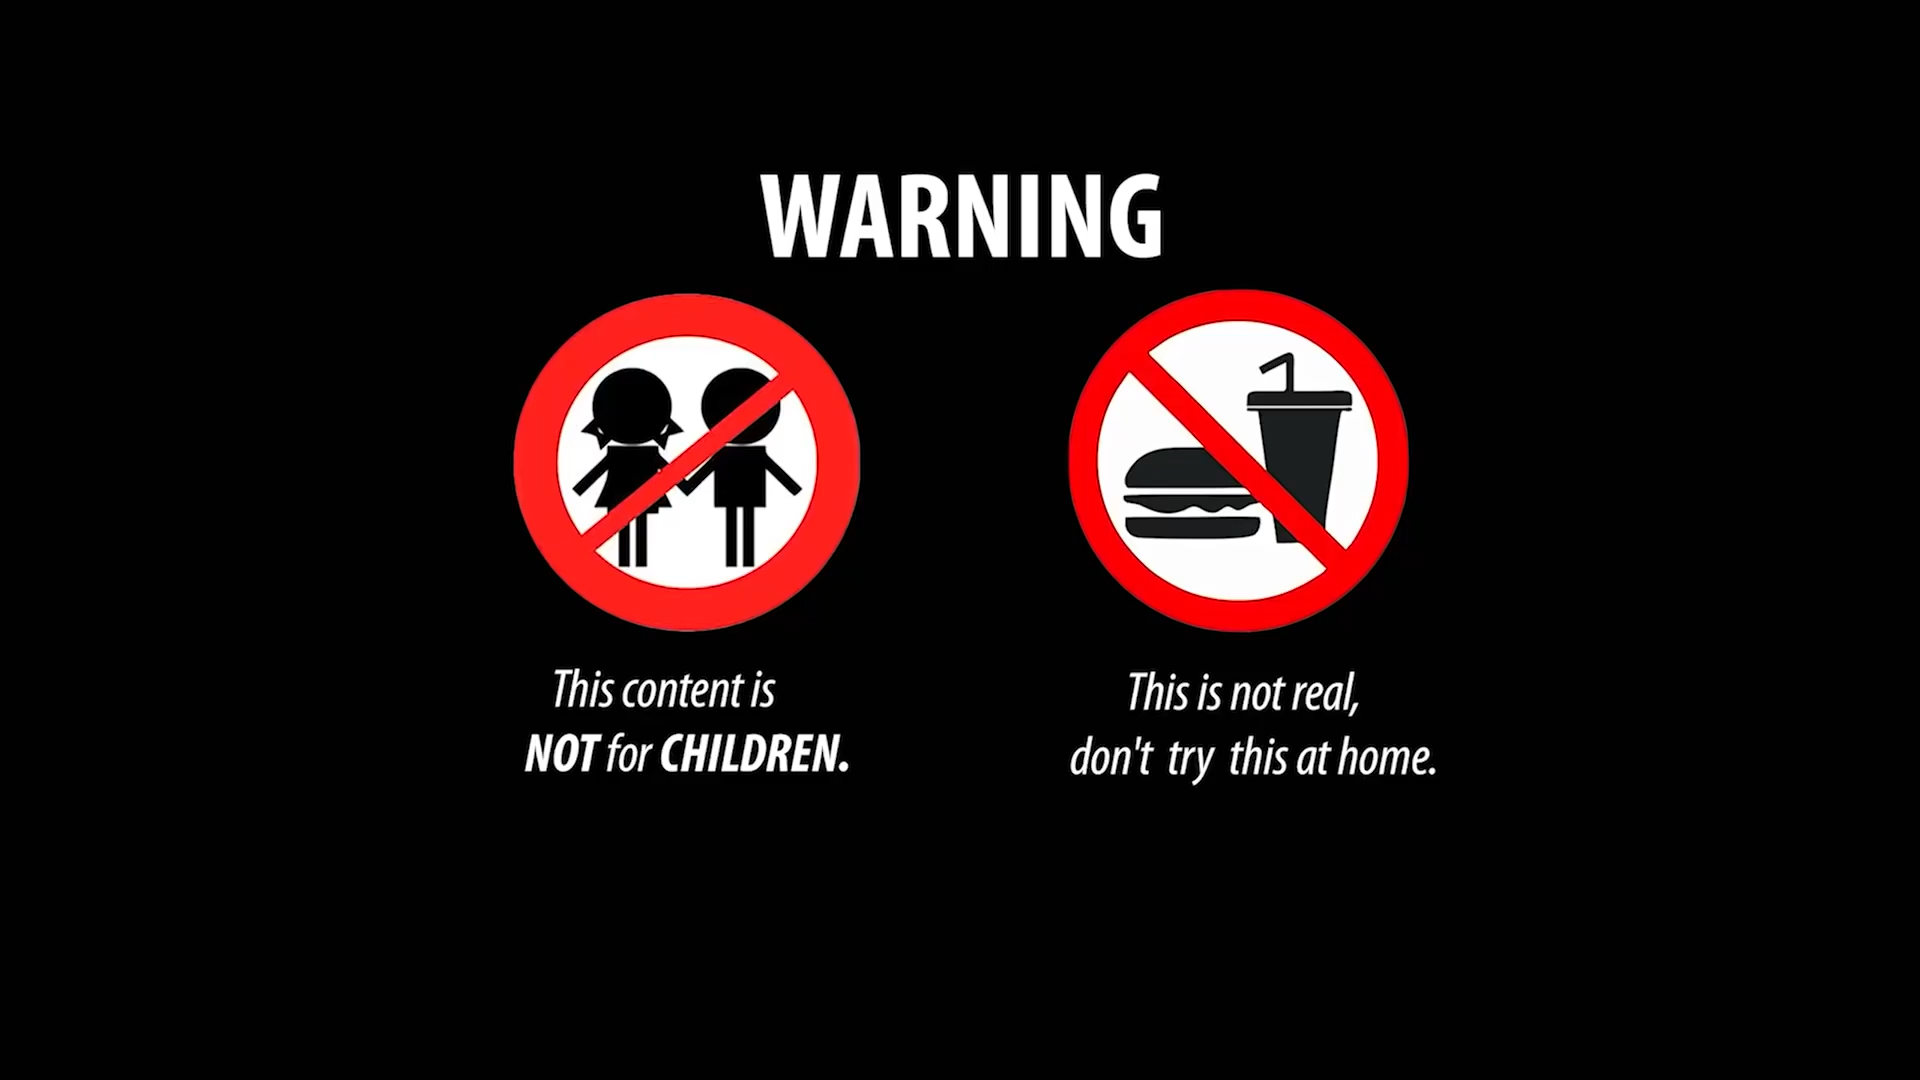 WARNING
This content is
NOT for CHILDREN.
This is not real,
don't try this at home.